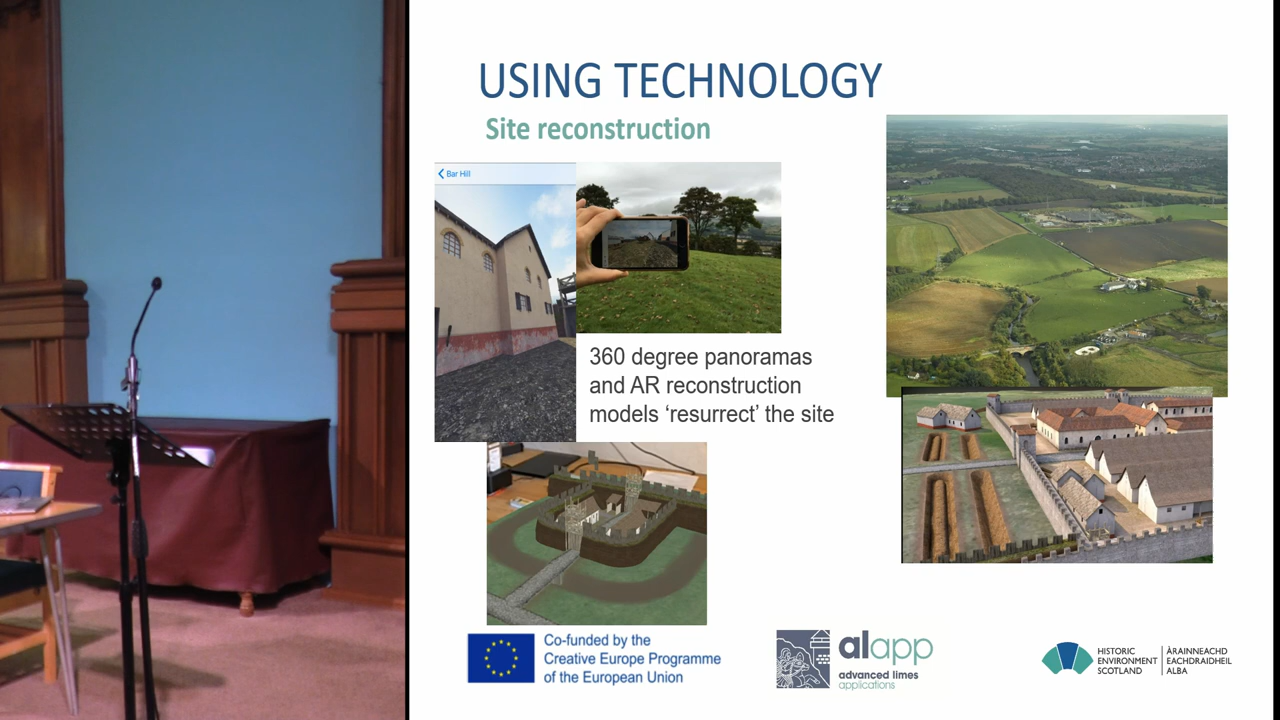 USING TECHNOLOGY
Site reconstruction
Bar Hill
360 degree panoramas
and AR reconstruction
models ‘resurrect’ the site
Co-funded by the
Creative Europe Programme
of the European Union
alapp
advanced limes
applications
HISTORIC
ENVIRONMENT
SCOTLAND
ÀRAINNEACHD
EACHDRAIDHEIL
ALBA